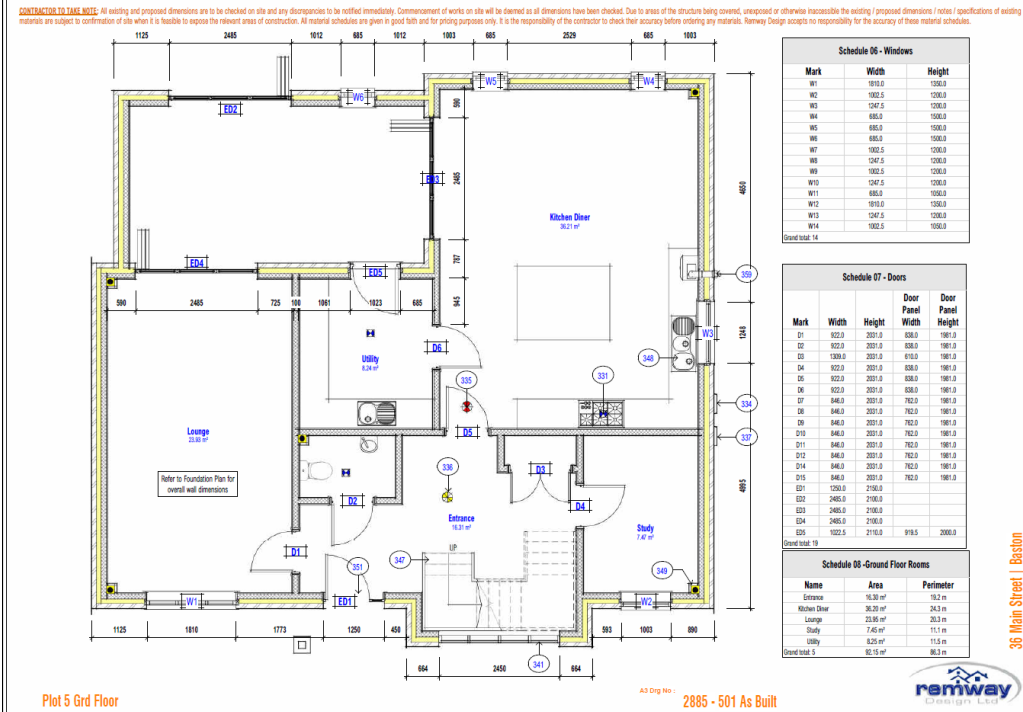 CONTRACTOR TO TAKE NOTE: All existing and proposed dimensions are to be checked on site and any discrepancies to be notified immediately. Commencement of works on site will be deemed as all dimensions have been checked. Due to areas of the structure being covered, unexposed or otherwise inaccessible the existing / proposed dimensions / notes / specifications of existing
materials are subject to confirmation of site when it is feasible to expose the relevant areas of construction. All material schedules are given in good faith and for pricing purposes only. It is the responsibility of the contractor to check their accuracy before ordering any materials. Remway Design accepts no responsibility for the accuracy of these material schedules.
1125 2485 1012 685 1012 1003 685 2529 685 1003
W5 W4
W6
ED2
590
ED3
2485
4650
Kitchen Diner
36.21 m²
ED4
ED5
787
359
590 2485 725 100 1061 1023 685
945
1248
W3
D6
348
Utility
8.24 m²
335
331
334
D5
337
Lounge
23.93 m²
336
D3
Refer to Foundation Plan for
overall wall dimensions
D2
D4
4995
Entrance
16.31 m²
Study
7.47 m²
UP
D1
347
351
349
W1
ED1
W2
1125 1810 1773 1250 450
593 1003 890
664 2450 664
341
Schedule 06 - Windows
Mark Width Height
W1 1810.0 1350.0
W2 1002.5 1200.0
W3 1247.5 1200.0
W4 685.0 1500.0
W5 685.0 1500.0
W6 685.0 1500.0
W7 1002.5 1200.0
W8 1247.5 1200.0
W9 1002.5 1200.0
W10 1247.5 1200.0
W11 685.0 1050.0
W12 1810.0 1350.0
W13 1247.5 1200.0
W14 1002.5 1050.0
Grand total: 14
Schedule 07 - Doors
Mark Width Height Door Panel Width Door Panel Height
D1 922.0 2031.0 838.0 1981.0
D2 922.0 2031.0 838.0 1981.0
D3 1309.0 2031.0 610.0 1981.0
D4 922.0 2031.0 838.0 1981.0
D5 922.0 2031.0 838.0 1981.0
D6 922.0 2031.0 838.0 1981.0
D7 846.0 2031.0 762.0 1981.0
D8 846.0 2031.0 762.0 1981.0
D9 846.0 2031.0 762.0 1981.0
D10 846.0 2031.0 762.0 1981.0
D11 846.0 2031.0 762.0 1981.0
D12 846.0 2031.0 762.0 1981.0
D14 846.0 2031.0 762.0 1981.0
D15 846.0 2031.0 762.0 1981.0
ED1 1250.0 2150.0
ED2 2485.0 2100.0
ED3 2485.0 2100.0
ED4 2485.0 2100.0
ED5 1022.5 2110.0 919.5 2000.0
Grand total: 19
Schedule 08 -Ground Floor Rooms
Name Area Perimeter
Entrance 16.30 m² 19.2 m
Kitchen Diner 36.20 m² 24.3 m
Lounge 23.95 m² 20.3 m
Study 7.45 m² 11.1 m
Utility 8.25 m² 11.5 m
Grand total: 5 92.15 m² 86.3 m
36 Main Street | Baston
Plot 5 Grd Floor
A3 Drg No :
2885 - 501 As Built
remway
Design Ltd